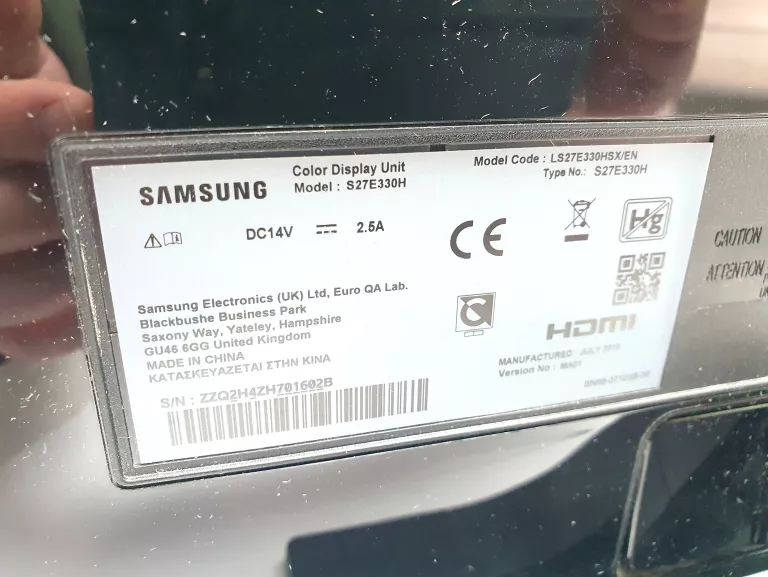 SAMSUNG
Color Display Unit
Model : S27E330H
Model Code : LS27E330HSX/EN
Type No.: S27E330H
DC14V 2.5A
CE
Hg
Samsung Electronics (UK) Ltd, Euro QA Lab.
Blackbushe Business Park
Saxony Way, Yateley, Hampshire
GU46 6GG United Kingdom
MADE IN CHINA
ΚΑΤΑΣΚΕΥΑΖΕΤΑΙ ΣΤΗΝ ΚΙΝΑ
S/N : ZZQ2H4ZH701602B
HDMI
MANUFACTURED : JULY
Version No : MA01
CAUTION
ATTENTION